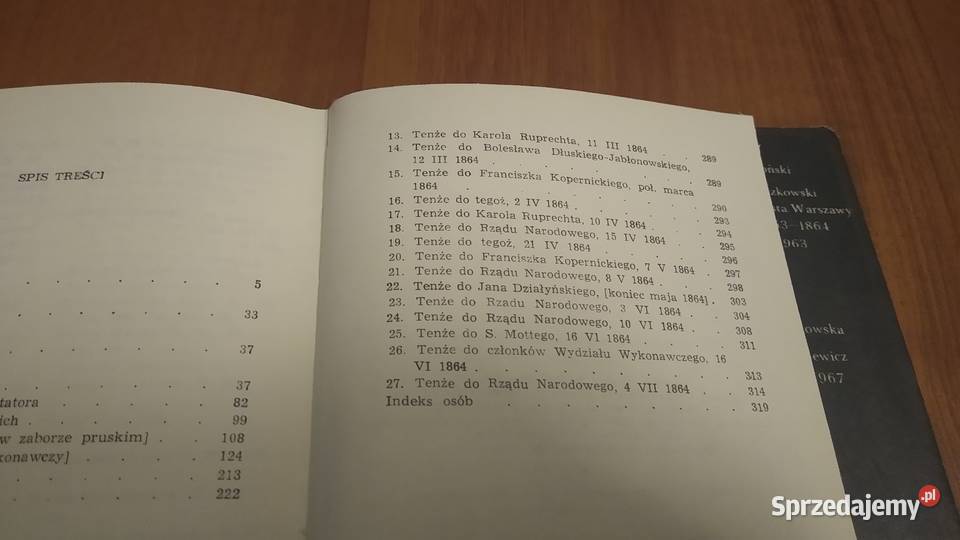 SPIS TREŚCI
. . . . . . 5
. . . . . . 33
. . . . . . 37
. . . . . . 37
tatora . . . . . 82
ich . . . . . . 99
w zaborze pruskim] . . 108
konawczy] . . . . 124
. . . . . . 213
. . . . . . 222
13. Tenże do Karola Ruprechta, 11 III 1864 . . 289
14. Tenże do Bolesława Dłuskiego-Jabłonowskiego,
12 III 1864 . . . . . . . 289
15. Tenże do Franciszka Kopernickiego, poł. marca
1864 . . . . . . . . 290
16. Tenże do tegoż, 2 IV 1864 . . . . . 293
17. Tenże do Karola Ruprechta, 10 IV 1864 . . . 294
18. Tenże do Rządu Narodowego, 15 IV 1864 . . 295
19. Tenże do tegoż, 21 IV 1864 . . . . . 296
20. Tenże do Franciszka Kopernickiego, 7 V 1864 . 297
21. Tenże do Rządu Narodowego, 8 V 1864 . . . 298
22. Tenże do Jana Działyńskiego, [koniec maja 1864] . 303
23. Tenże do Rzadu Narodowego, 3 VI 1864 . . 304
24. Tenże do Rządu Narodowego, 10 VI 1864 . . 308
25. Tenże do S. Mottego, 16 VI 1864 . . . . 311
26. Tenże do członków Wydziału Wykonawczego, 16
VI 1864 . . . . . . . . . 313
27. Tenże do Rządu Narodowego, 4 VII 1864 . . 314
Indeks osób . . . . . . . . 319
oński
zkowski
sta Warszawy
53–1864
1963
owska
ewicz
967
Sprzedajemy.pl